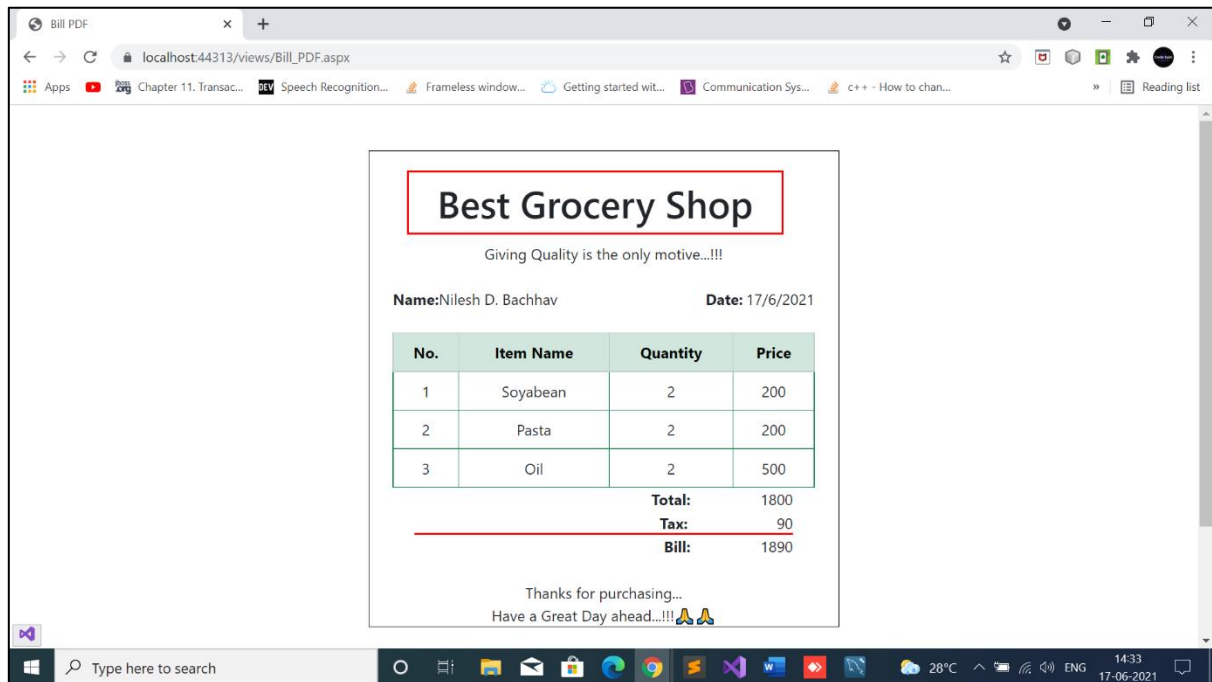 Bill PDF
localhost:44313/views/Bill_PDF.aspx
Apps Chapter 11. Transac... DEV Speech Recognition... Frameless window... Getting started wit... Communication Sys... c++ - How to chan... » Reading list
Best Grocery Shop
Giving Quality is the only motive...!!!
Name:Nilesh D. Bachhav Date: 17/6/2021
No. Item Name Quantity Price
1 Soyabean 2 200
2 Pasta 2 200
3 Oil 2 500
Total: 1800
Tax: 90
Bill: 1890
Thanks for purchasing...
Have a Great Day ahead...!!!🙏🙏
Type here to search 28°C ENG 14:33
17-06-2021